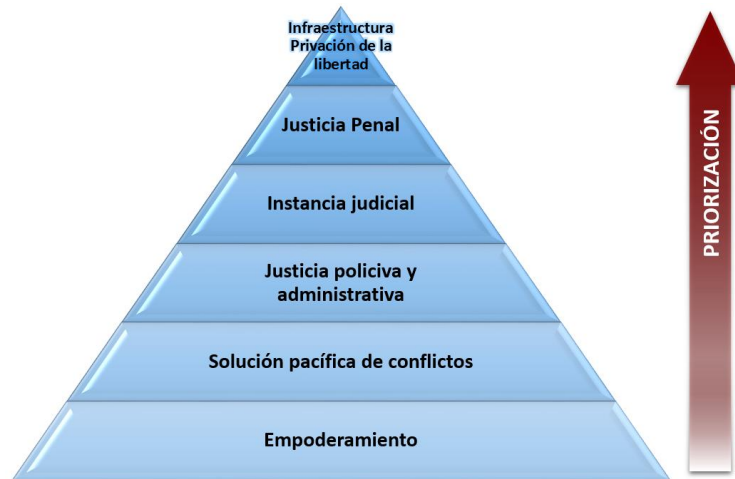 Infraestructura
Privación de la
libertad
Justicia Penal
Instancia judicial
Justicia policiva y
administrativa
Solución pacífica de conflictos
Empoderamiento
PRIORIZACIÓN